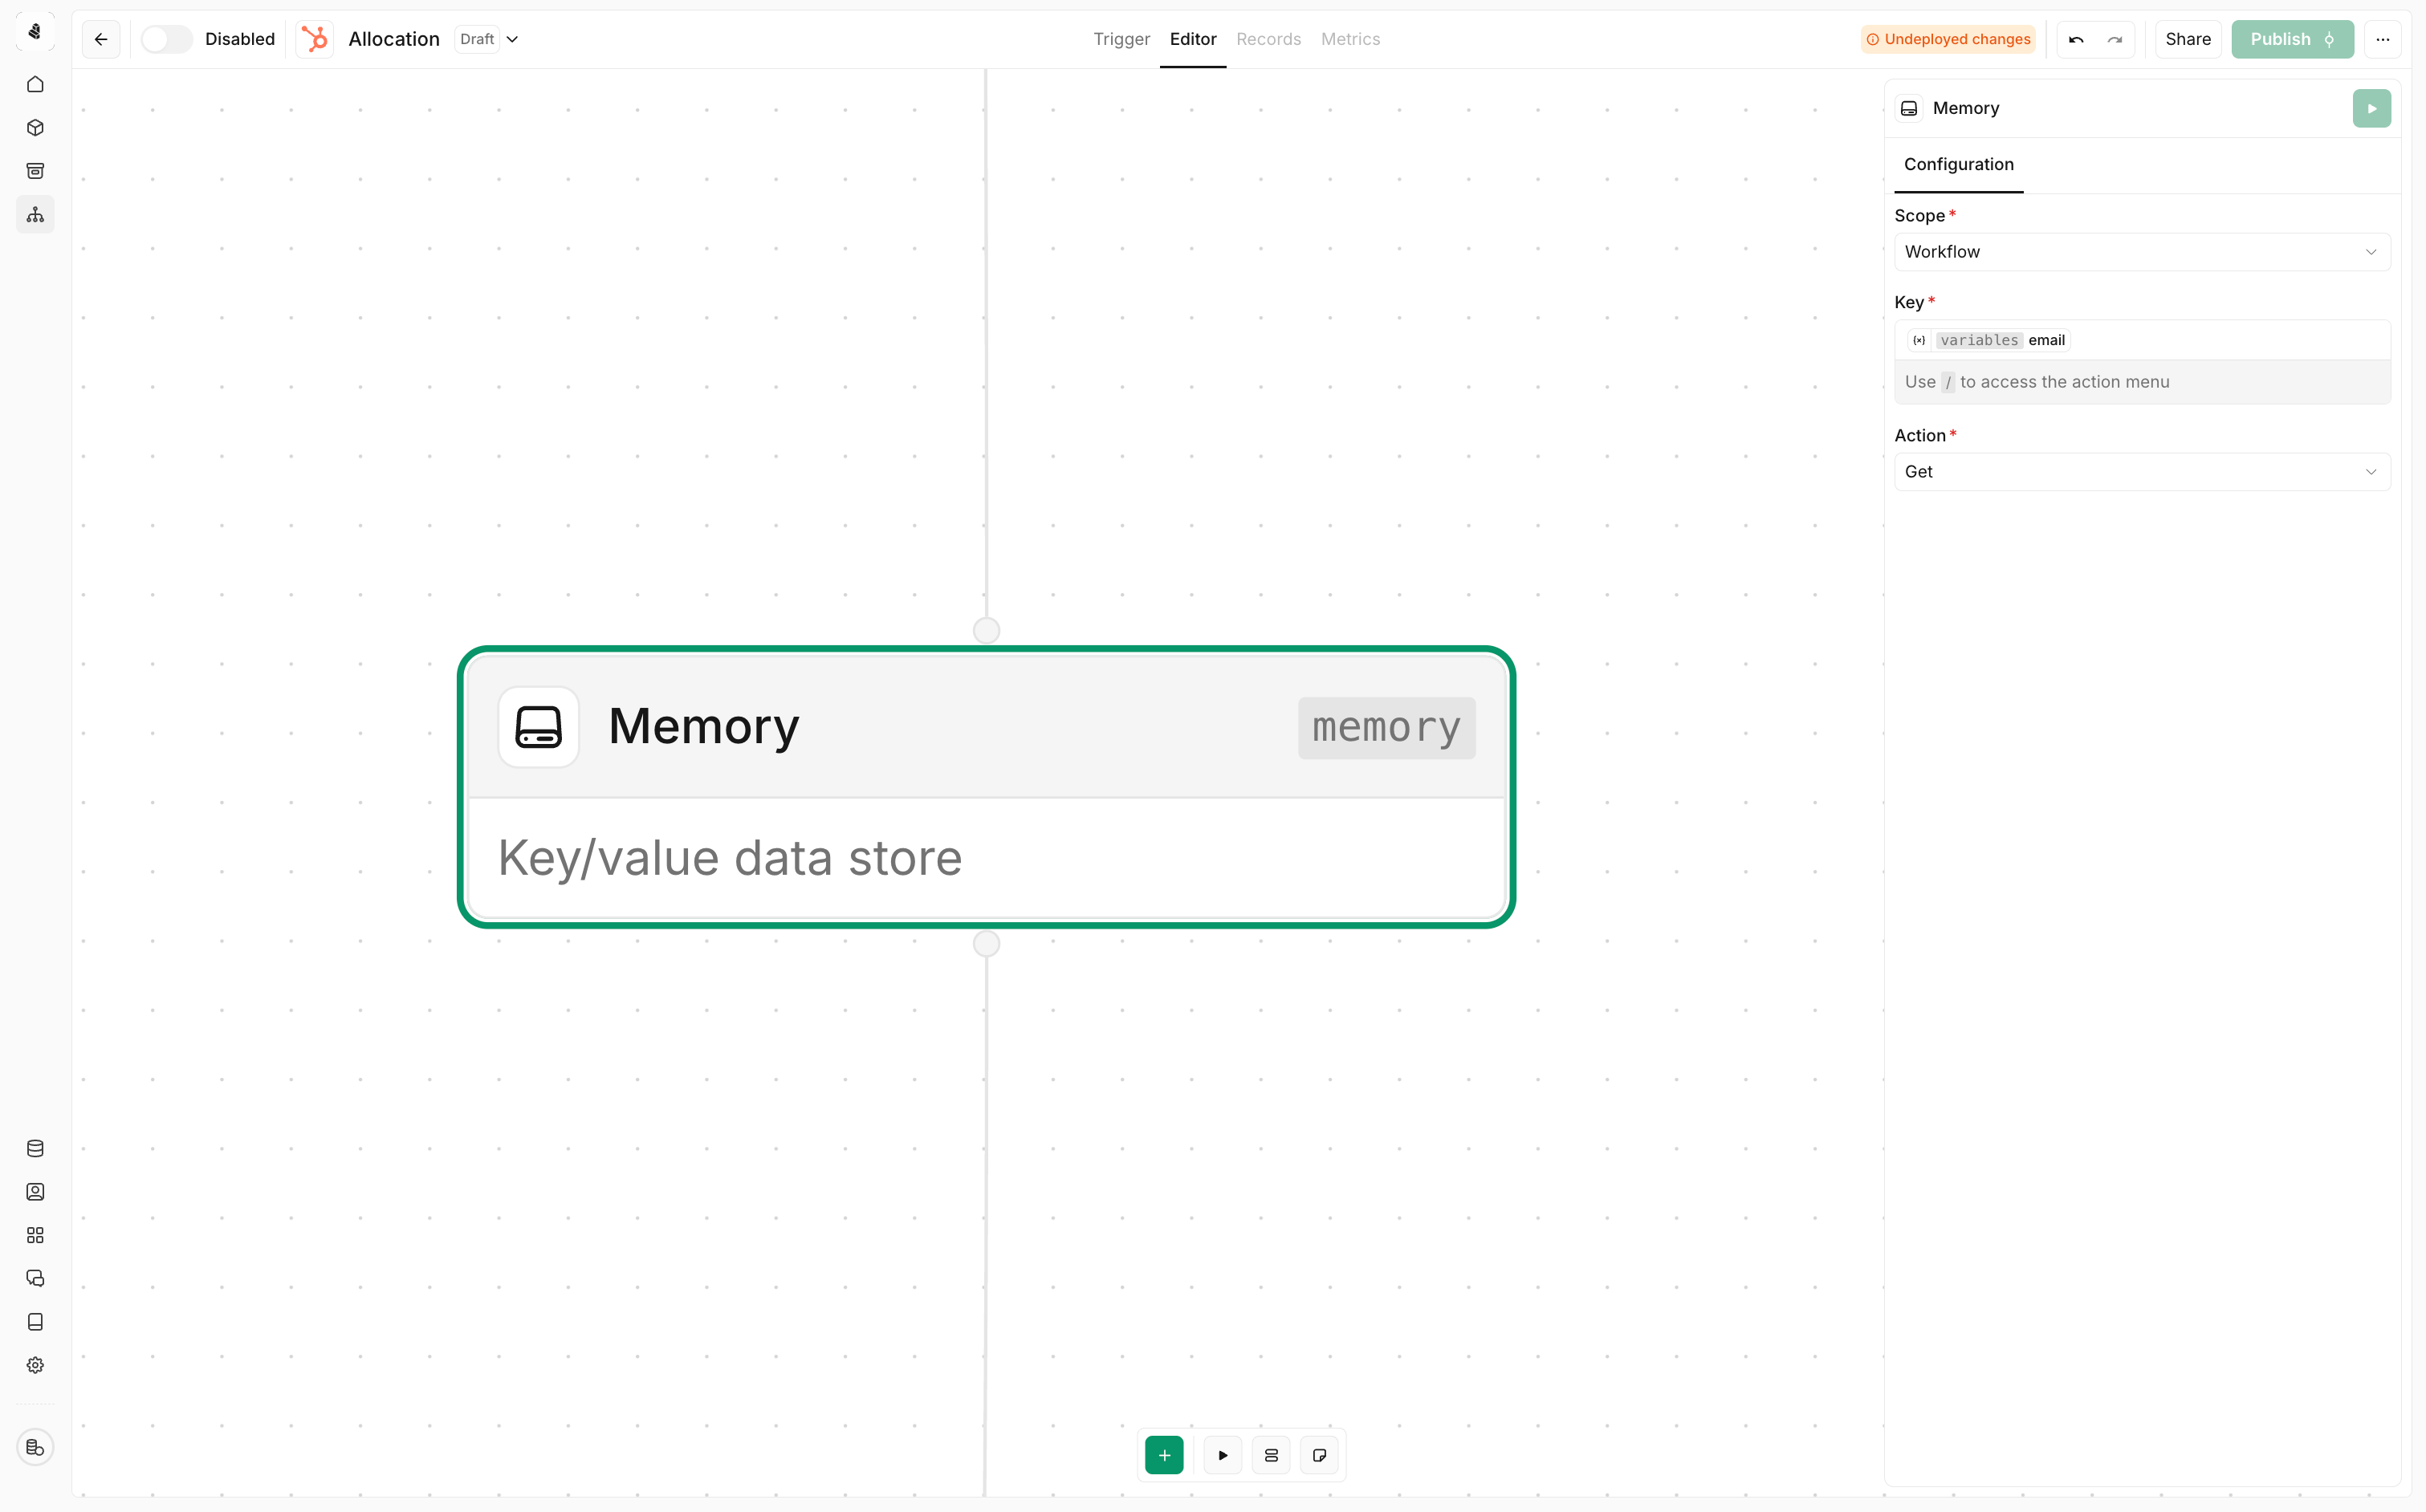 Disabled
Allocation
Draft
Trigger
Editor
Records
Metrics
Undeployed changes
Share
Publish
Memory
memory
Key/value data store
Memory
Configuration
Scope*
Workflow
Key*
{x} variables email
Use / to access the action menu
Action*
Get